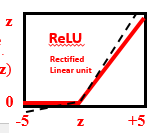 z
ReLU
Rectified
Linear unit
z)
0
-5 z +5